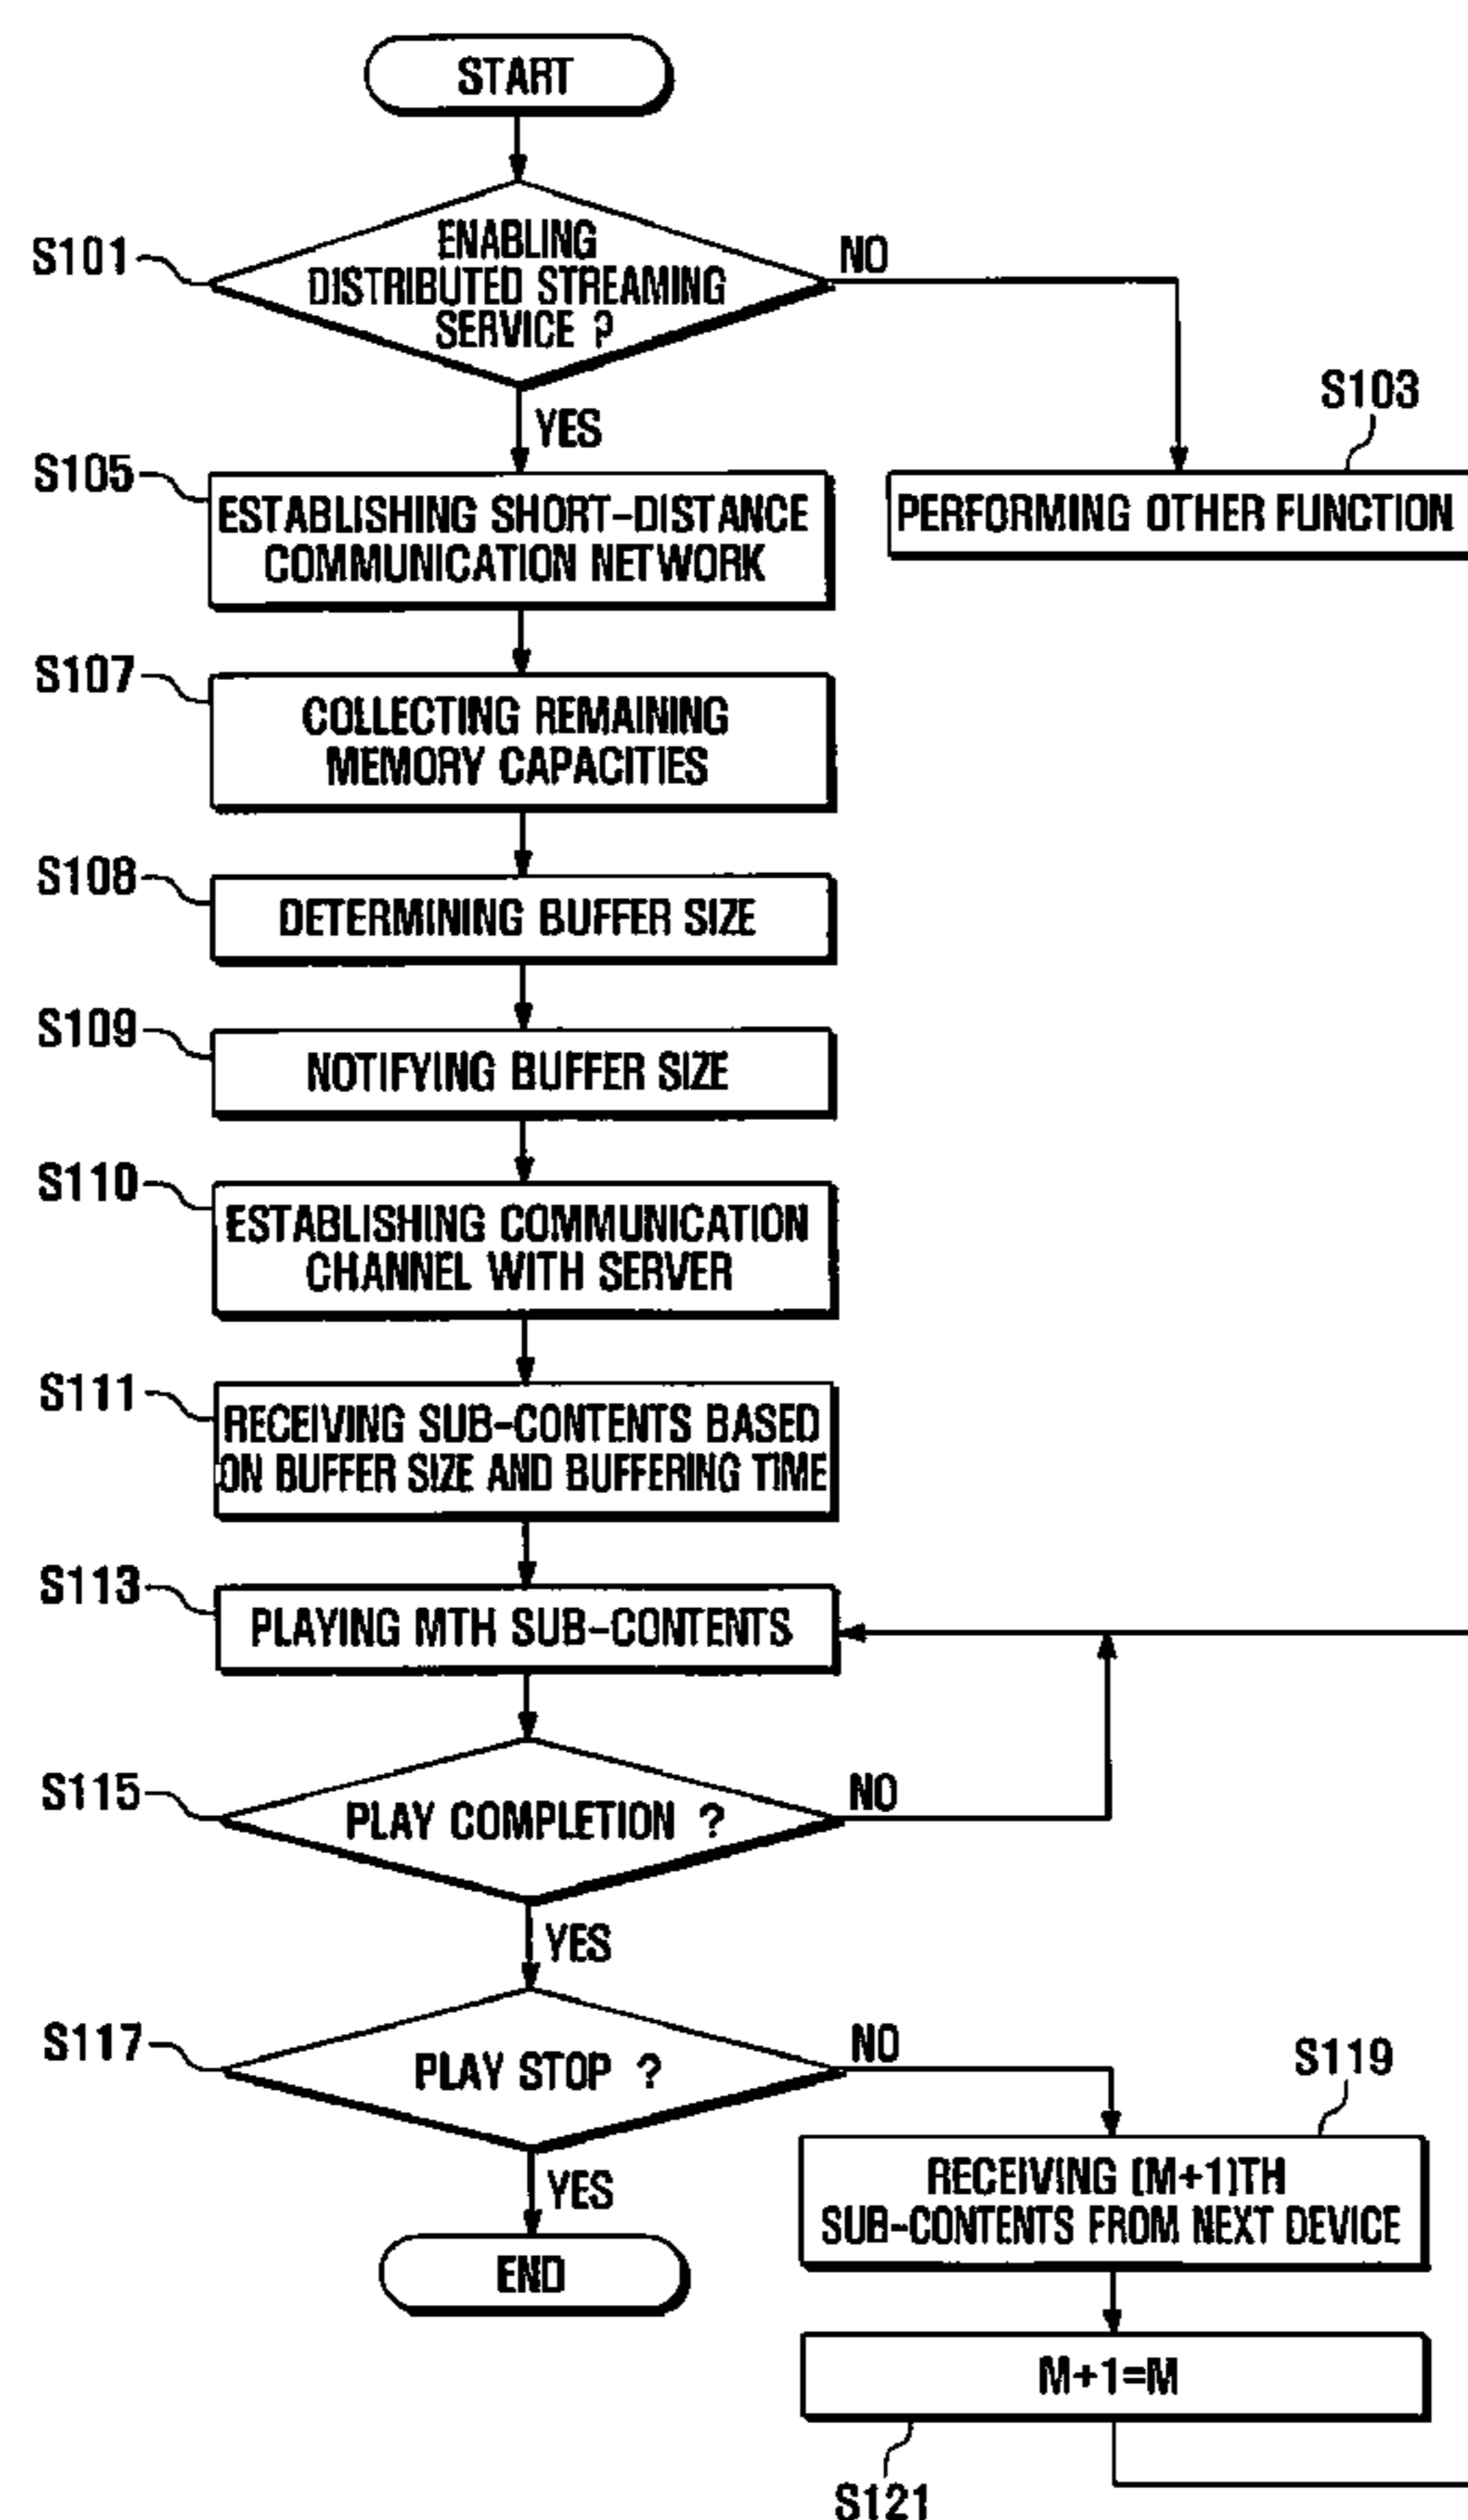 START
S101
ENABLING
DISTRIBUTED STREAMING
SERVICE ?
NO
YES
S103
PERFORMING OTHER FUNCTION
S105
ESTABLISHING SHORT-DISTANCE
COMMUNICATION NETWORK
S107
COLLECTING REMAINING
MEMORY CAPACITIES
S108
DETERMINING BUFFER SIZE
S109
NOTIFYING BUFFER SIZE
S110
ESTABLISHING COMMUNICATION
CHANNEL WITH SERVER
S111
RECEIVING SUB-CONTENTS BASED
ON BUFFER SIZE AND BUFFERING TIME
S113
PLAYING MTH SUB-CONTENTS
S115
PLAY COMPLETION ?
NO
YES
S117
PLAY STOP ?
NO
YES
S119
RECEIVING (M+1)TH
SUB-CONTENTS FROM NEXT DEVICE
END
M+1=M
S121